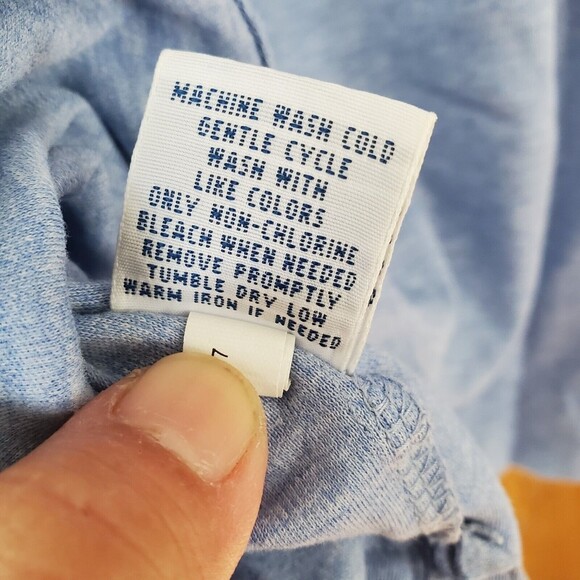 MACHINE WASH COLD
GENTLE CYCLE
WASH WITH
LIKE COLORS
ONLY NON-CHLORINE
BLEACH WHEN NEEDED
REMOVE PROMPTLY
TUMBLE DRY LOW
WARM IRON IF NEEDED